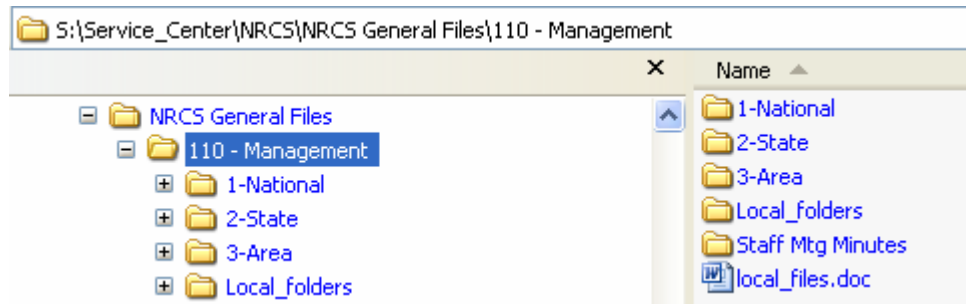 S:\Service_Center\NRCS\NRCS General Files\110 - Management
NRCS General Files
110 - Management
1-National
2-State
3-Area
Local_folders
Name
1-National
2-State
3-Area
Local_folders
Staff Mtg Minutes
local_files.doc